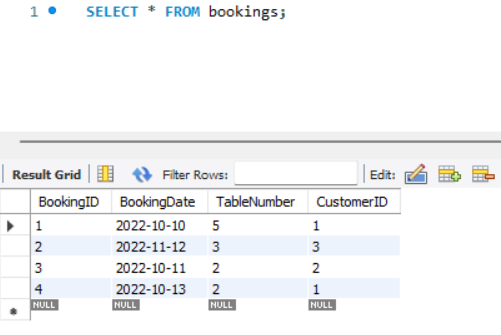 1 SELECT * FROM bookings;
Result Grid Filter Rows: Edit:
BookingID BookingDate TableNumber CustomerID
1 2022-10-10 5 1
2 2022-11-12 3 3
3 2022-10-11 2 2
4 2022-10-13 2 1
NULL NULL NULL NULL